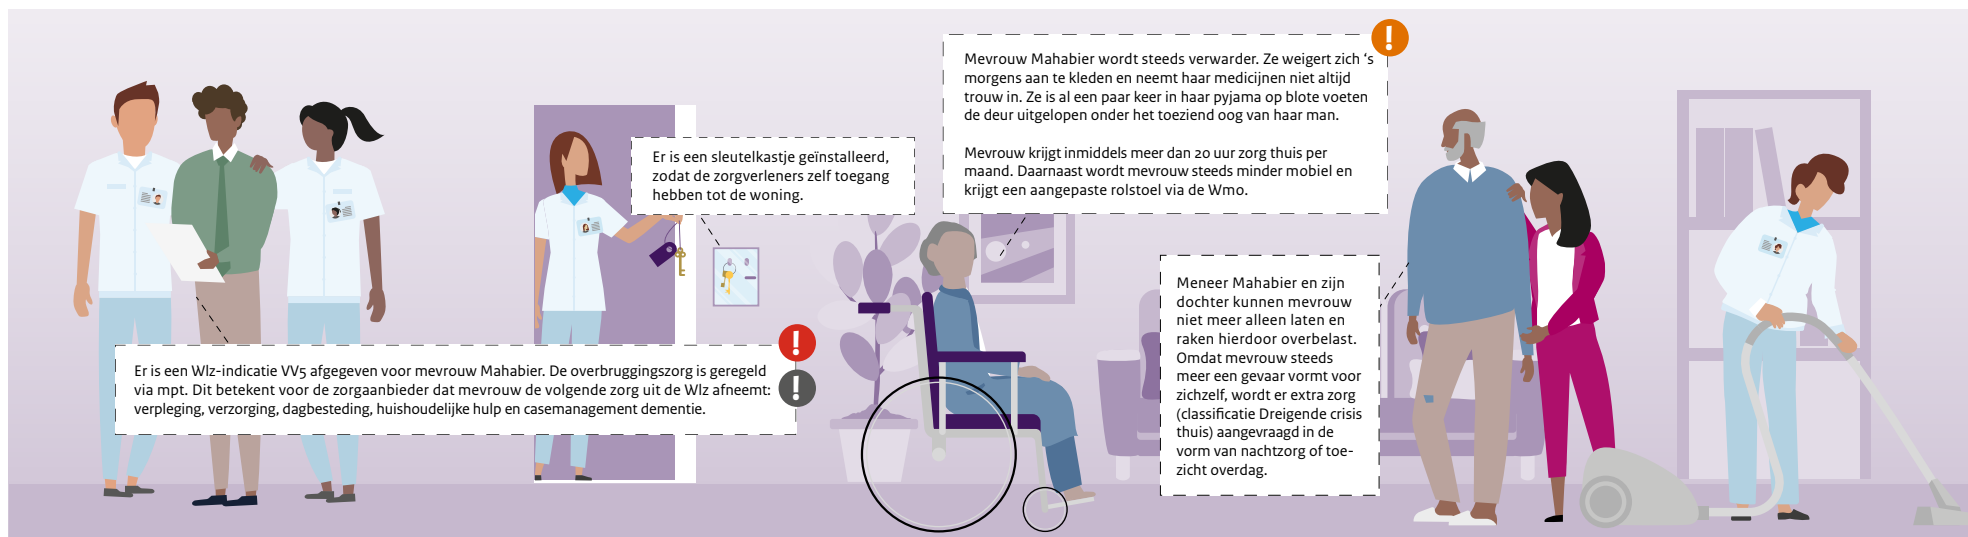 Er is een Wlz-indicatie VV5 afgegeven voor mevrouw Mahabier. De overbruggingszorg is geregeld
via mpt. Dit betekent voor de zorgaanbieder dat mevrouw de volgende zorg uit de Wlz afneemt:
verpleging, verzorging, dagbesteding, huishoudelijke hulp en casemanagement dementie.
Er is een sleutelkastje geïnstalleerd,
zodat de zorgverleners zelf toegang
hebben tot de woning.
Mevrouw Mahabier wordt steeds verwarder. Ze weigert zich ‘s
morgens aan te kleden en neemt haar medicijnen niet altijd
trouw in. Ze is al een paar keer in haar pyjama op blote voeten
de deur uitgelopen onder het toeziend oog van haar man.
Mevrouw krijgt inmiddels meer dan 20 uur zorg thuis per
maand. Daarnaast wordt mevrouw steeds minder mobiel en
krijgt een aangepaste rolstoel via de Wmo.
Meneer Mahabier en zijn
dochter kunnen mevrouw
niet meer alleen laten en
raken hierdoor overbelast.
Omdat mevrouw steeds
meer een gevaar vormt voor
zichzelf, wordt er extra zorg
(classificatie Dreigende crisis
thuis) aangevraagd in de
vorm van nachtzorg of toe-
zicht overdag.